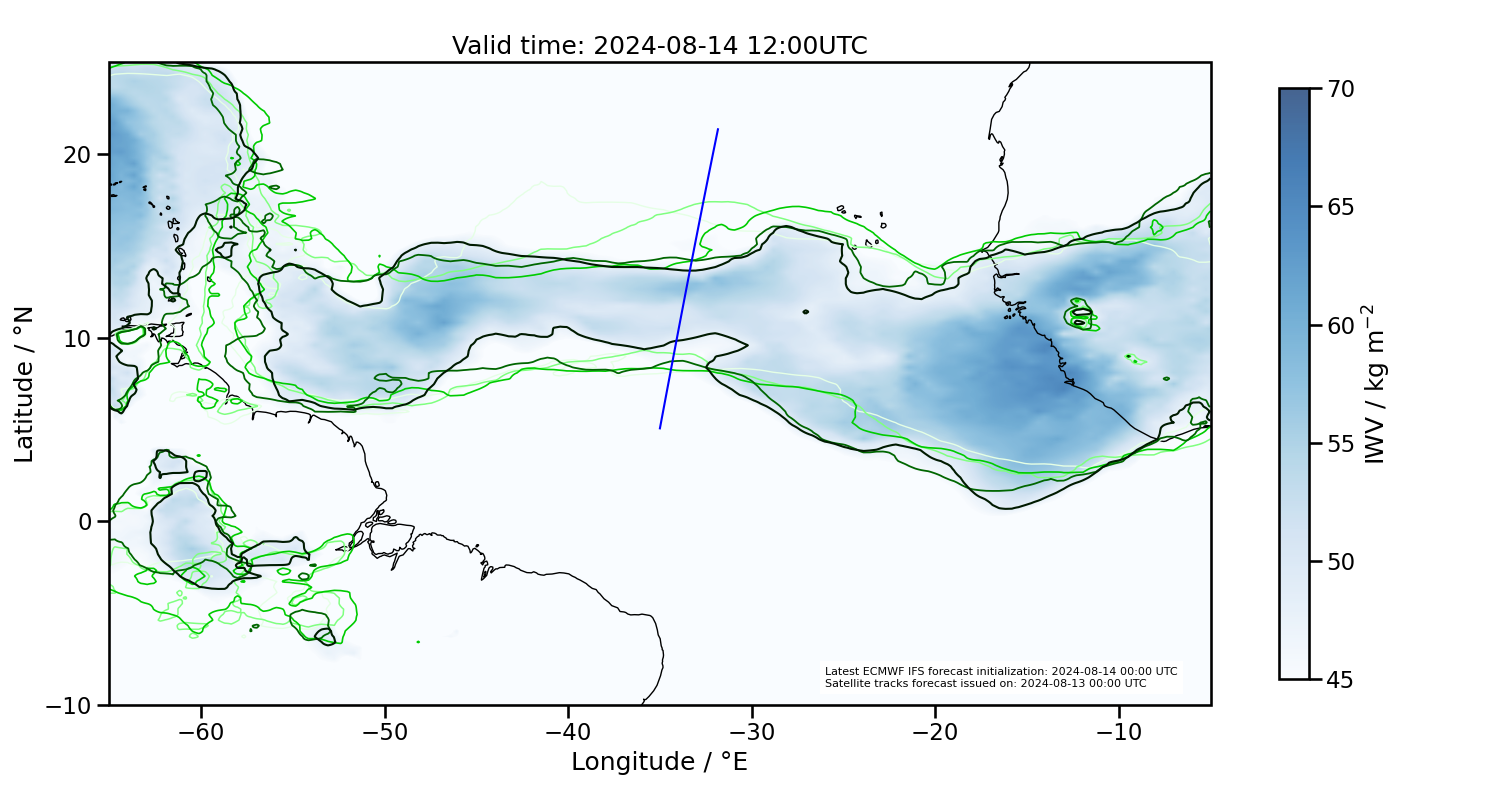 Valid time: 2024-08-14 12:00UTC
70
65
60
55
50
45
IWV / kg m⁻²
20
10
0
−10
Latitude / °N
−60
−50
−40
−30
−20
−10
Longitude / °E
Latest ECMWF IFS forecast initialization: 2024-08-14 00:00 UTC
Satellite tracks forecast issued on: 2024-08-13 00:00 UTC